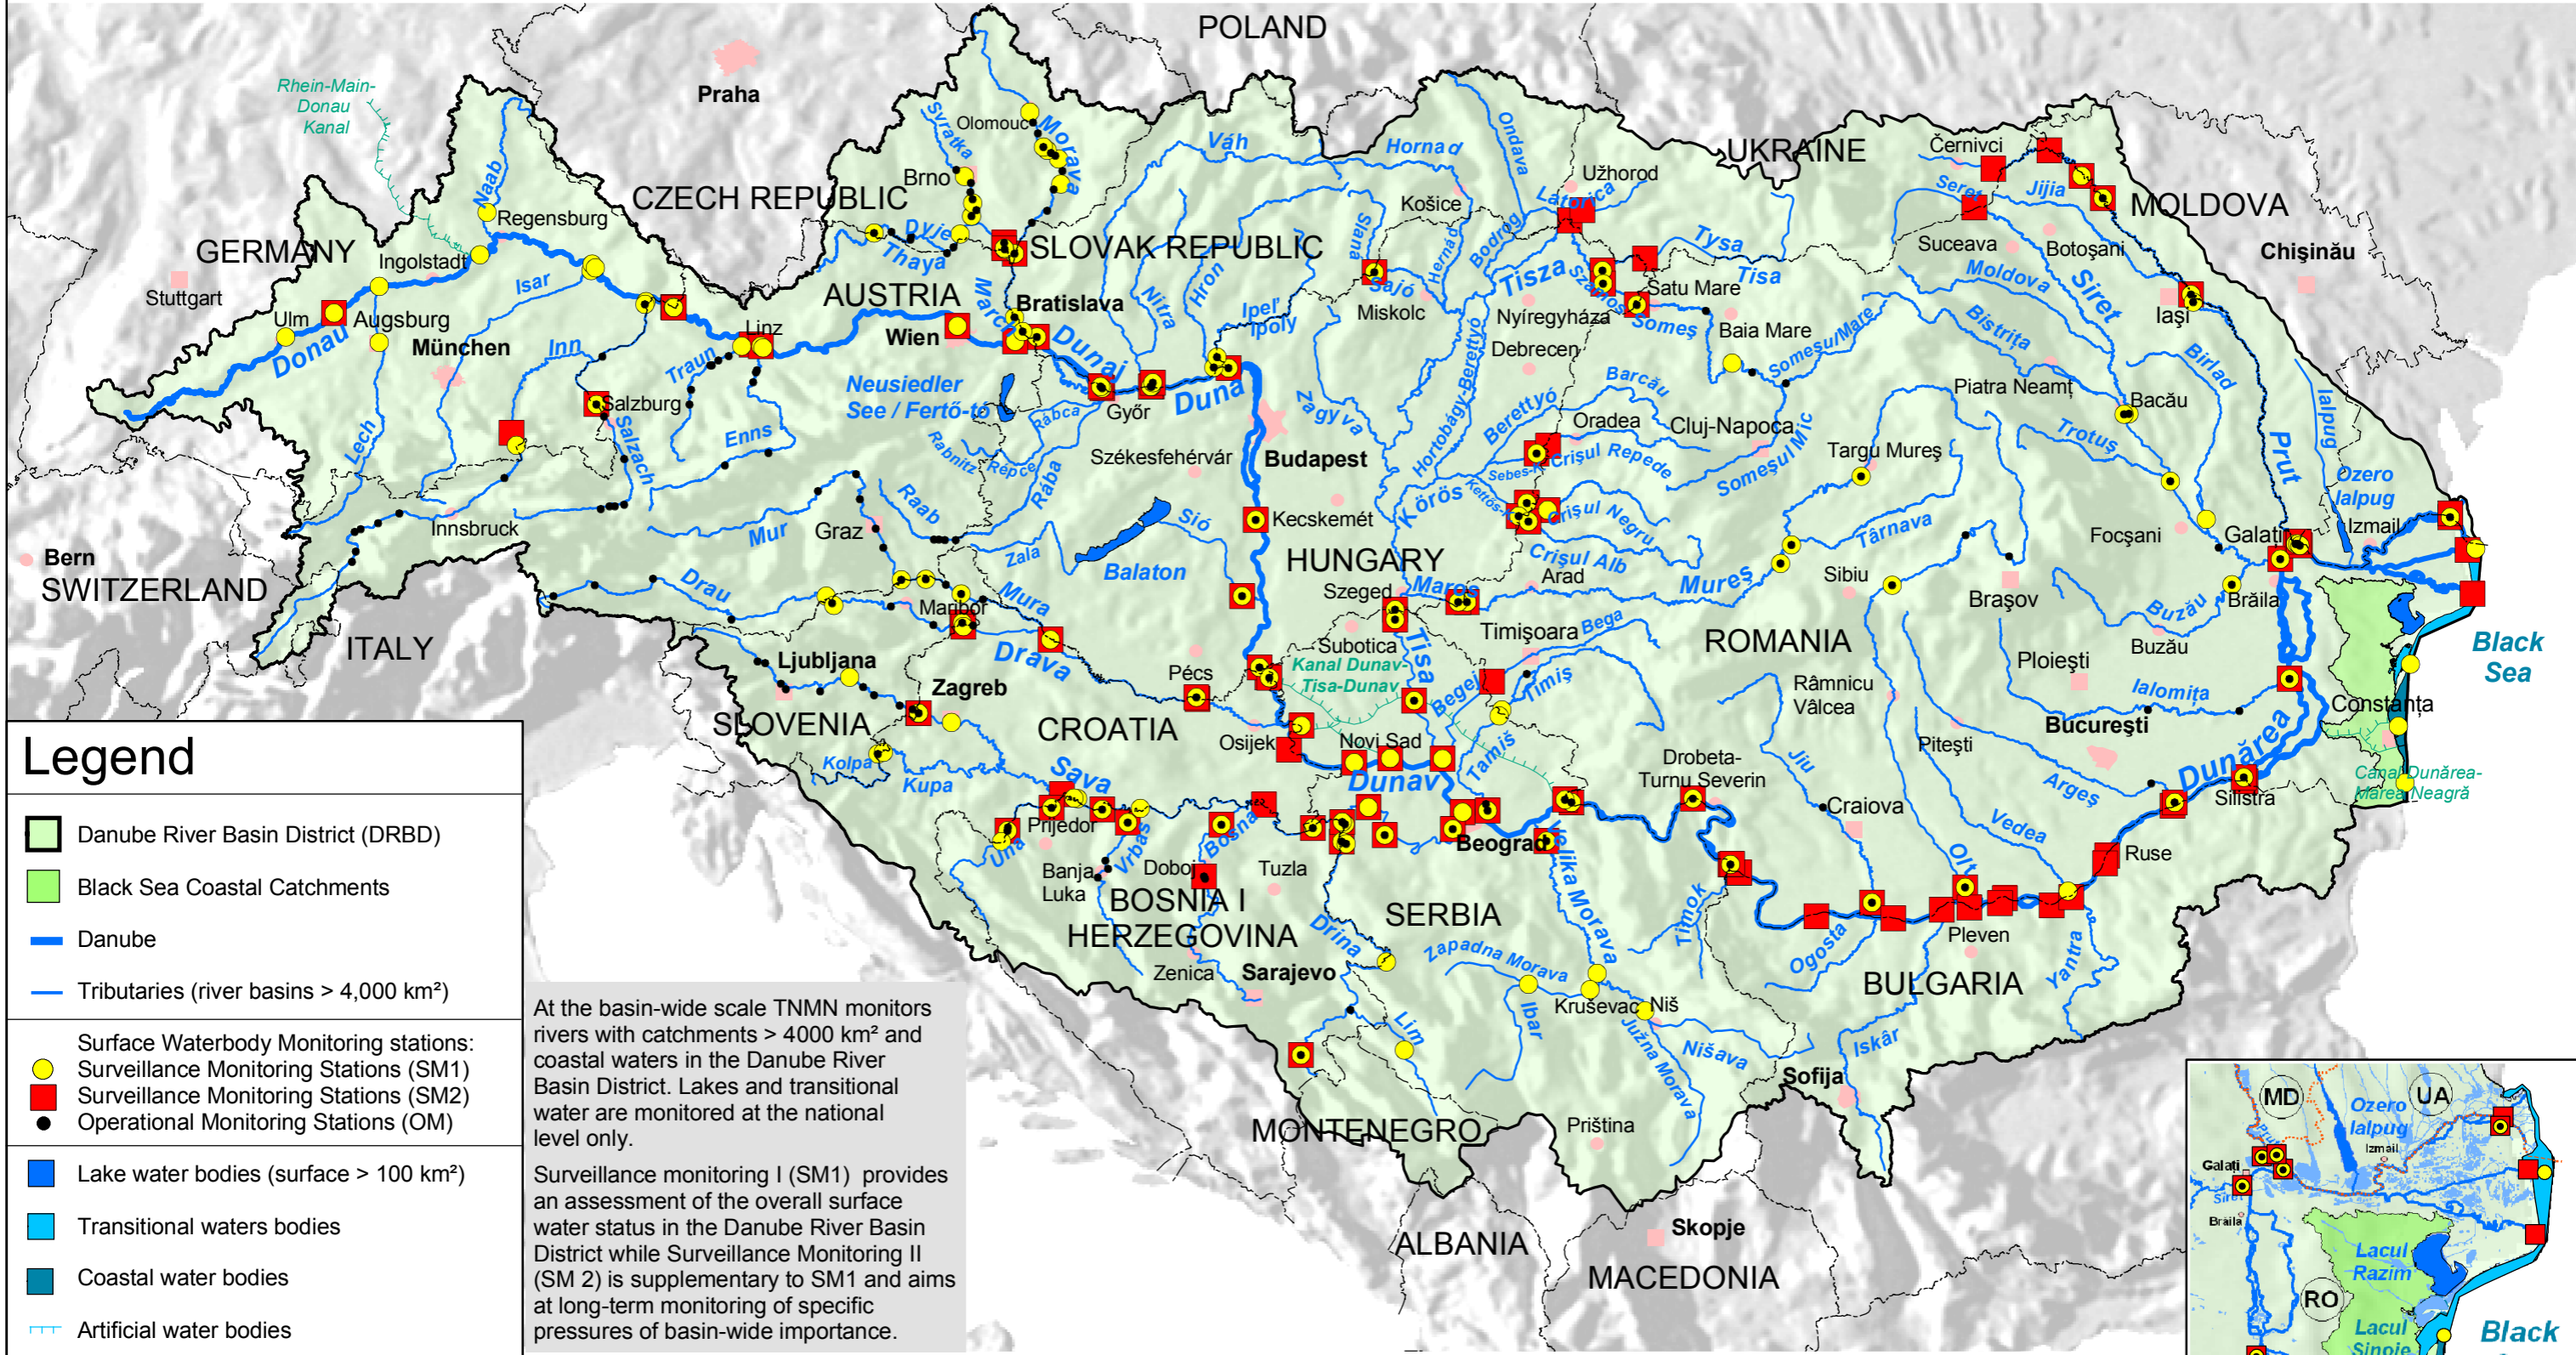 POLAND
Rhein-Main-
Donau
Kanal
Praha
Olomouc
Svratka
Morava
Váh
Hornad
Ondava
UKRAINE
Černivci
Naab
Brno
CZECH REPUBLIC
Užhorod
Latorica
Košice
Slaná
Seret
Jijia
MOLDOVA
Regensburg
GERMANY
Ingolstadt
Dyje
Thaya
SLOVAK REPUBLIC
Hernád
Bodrog
Tysa
Tisa
Suceava
Botoşani
Chişinău
Stuttgart
Isar
AUSTRIA
March
Bratislava
Nitra
Hron
Ipel'
Ipoly
Sajó
Miskolc
Tisza
Szamos
Satu Mare
Moldova
Siret
Ulm
Augsburg
Donau
München
Linz
Wien
Dunaj
Nyíregyháza
Someş
Baia Mare
Someşu Mare
Bistriţa
Iaşi
Inn
Traun
Neusiedler
See / Fertő-tó
Győr
Duna
Zagyva
Hortobágy-Berettyó
Debrecen
Barcău
Berettyó
Piatra Neamţ
Bacău
Bîrlad
Ialpug
Salzburg
Salzach
Enns
Lech
Rábca
Rabnitz
Répce
Rába
Székesfehérvár
Budapest
Oradea
Cluj-Napoca
Crişul Repede
Someşul Mic
Targu Mureş
Trotuş
Prut
Ozero
Ialpug
Innsbruck
Mur
Graz
Raab
Zala
Sió
Balaton
Kecskemét
HUNGARY
Körös
Crişul Negru
Crişul Alb
Târnava
Focşani
Galaţi
Izmail
Bern
SWITZERLAND
ITALY
Drau
Maribor
Mura
Drava
Szeged
Maros
Arad
Mureş
Sibiu
Braşov
Buzău
Brăila
Ljubljana
Zagreb
Pécs
Subotica
Kanal Dunav-
Tisa-Dunav
Tisa
Timişoara
Bega
Begej
Timiş
ROMANIA
Râmnicu
Vâlcea
Ploieşti
Buzău
Ialomiţa
Black
Sea
Constanţa
SLOVENIA
CROATIA
Osijek
Novi Sad
Dunav
Tamiš
Drobeta-
Turnu Severin
Jiu
Piteşti
Bucureşti
Argeş
Dunărea
Canal Dunărea-
Marea Neagră
Silistra
Kolpa
Kupa
Sava
Una
Prijedor
Banja
Luka
Vrbas
Doboj
Bosna
Tuzla
Beograd
Velika Morava
Craiova
Vedea
Olt
Ruse
BOSNIA I
HERZEGOVINA
Zenica
Sarajevo
Drina
SERBIA
Zapadna Morava
Timok
Ogosta
Pleven
Yantra
BULGARIA
Lim
Ibar
Kruševac
Niš
Južna Morava
Nišava
Iskâr
Sofija
MONTENEGRO
Priština
ALBANIA
Skopje
MACEDONIA
Legend
Danube River Basin District (DRBD)
Black Sea Coastal Catchments
Danube
Tributaries (river basins > 4,000 km²)
Surface Waterbody Monitoring stations:
Surveillance Monitoring Stations (SM1)
Surveillance Monitoring Stations (SM2)
Operational Monitoring Stations (OM)
Lake water bodies (surface > 100 km²)
Transitional waters bodies
Coastal water bodies
Artificial water bodies
At the basin-wide scale TNMN monitors
rivers with catchments > 4000 km² and
coastal waters in the Danube River
Basin District. Lakes and transitional
water are monitored at the national
level only.
Surveillance monitoring I (SM1) provides
an assessment of the overall surface
water status in the Danube River Basin
District while Surveillance Monitoring II
(SM 2) is supplementary to SM1 and aims
at long-term monitoring of specific
pressures of basin-wide importance.
MD
UA
Ozero
Ialpug
Izmail
Prut
Galaţi
Siret
Brăila
Lacul
Razim
RO
Lacul
Sinoie
Black